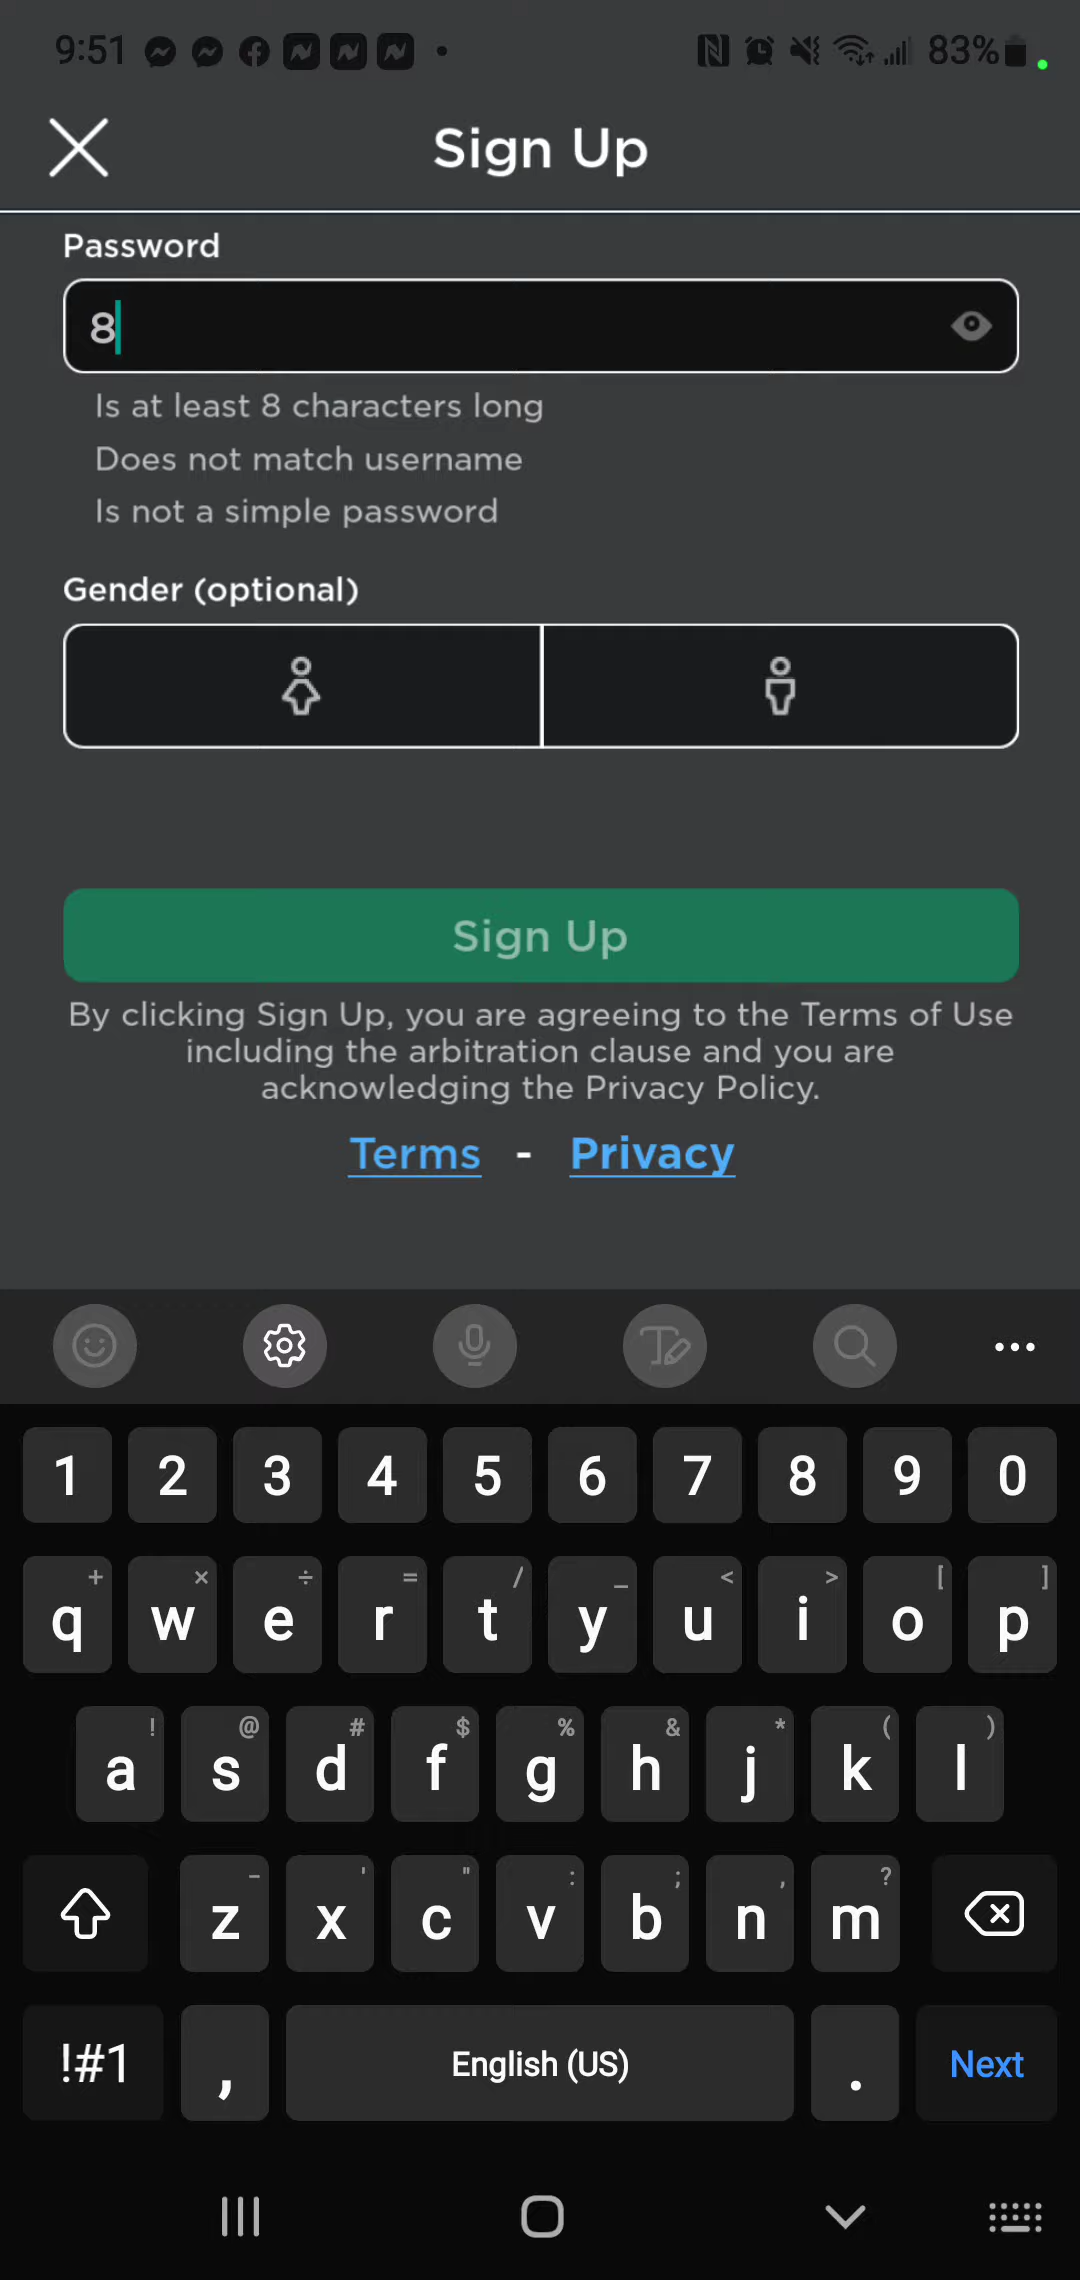 9:51
83%
Sign Up
Password
8
Is at least 8 characters long
Does not match username
Is not a simple password
Gender (optional)
Sign Up
By clicking Sign Up, you are agreeing to the Terms of Use
including the arbitration clause and you are
acknowledging the Privacy Policy.
Terms - Privacy
1 2 3 4 5 6 7 8 9 0
+ × ÷ = / _ < > [ ]
q w e r t y u i o p
! @ # $ % & * ( )
a s d f g h j k l
- ' " : ; , ?
z x c v b n m
!#1 , English (US) . Next